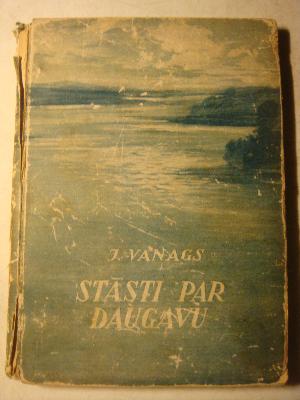 J. VANAGS
STĀSTI PAR
DAUGAVU